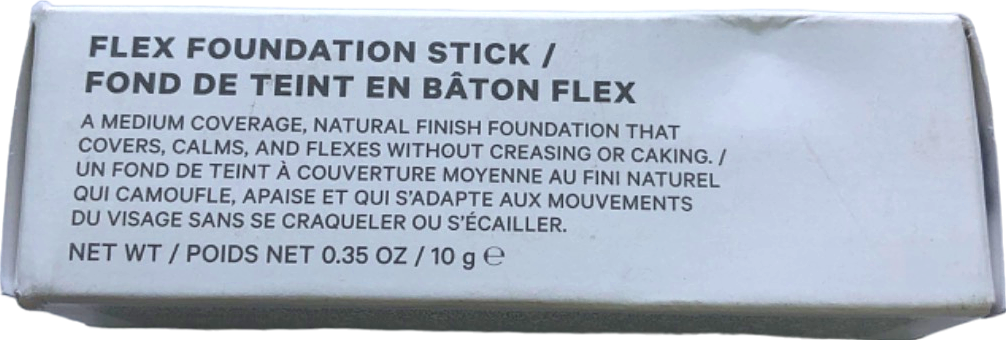 FLEX FOUNDATION STICK /
FOND DE TEINT EN BÂTON FLEX
A MEDIUM COVERAGE, NATURAL FINISH FOUNDATION THAT
COVERS, CALMS, AND FLEXES WITHOUT CREASING OR CAKING. /
UN FOND DE TEINT À COUVERTURE MOYENNE AU FINI NATUREL
QUI CAMOUFLE, APAISE ET QUI S'ADAPTE AUX MOUVEMENTS
DU VISAGE SANS SE CRAQUELER OU S'ÉCAILLER.
NET WT / POIDS NET 0.35 OZ / 10 g ℮